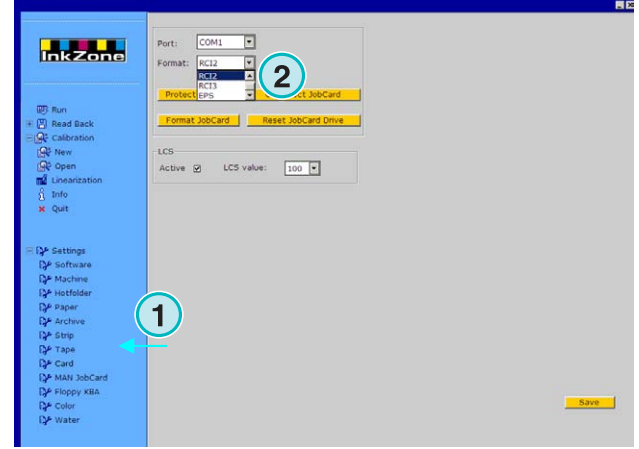 InkZone
Run
Read Back
Calibration
New
Open
Linearization
Info
Quit
Settings
Software
Machine
Hotfolder
Paper
Archive
Strip
Tape
Card
MAN JobCard
Floppy KBA
Color
Water
1
Port: COM1
Format: RCI2
RCI2
RCI3
EPS
2
Protect ct JobCard
Format JobCard Reset JobCard Drive
LCS
Active LCS value: 100
Save